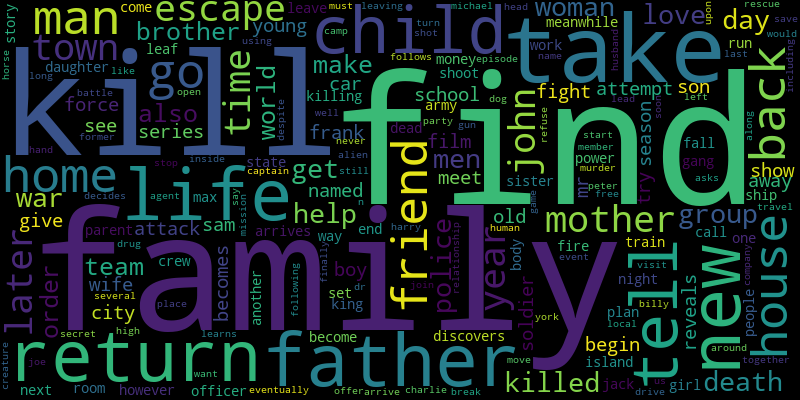 story
horse
man
come
escape
leave
young
brother
town
daughter
leaf
like
long
kill
go
battle
open
force
also
using
killing
see
series
former
despite
hand
time
world
child
must
leaving
michael
head
turn
shot
camp
follows
money
episode
make
car
school
shoot
dog
army
frank
dead
party
gun
film
well
never
take
woman
meanwhile
work
name
husband
love
day
upon
rescue
save
would
last
run
including
fight
attempt
son
lead
left
soon
season
back
along
find
john
refuse
start
member
power
murder
fall
gang
mr
peter
free
try
asks
show
away
ship
travel
home
life
stop
inside
state
alien
captain
still
get
men
meet
sister
game
named
decides
agent
say
mission
max
n
war
give
help
friend
old
mother
group
call
one
parent
attack
sam
harry
later
order
team
drug
arrives
way
end
human
police
relationship
year
body
fire
event
train
visit
tell
new
house
company
people
wife
crew
becomes
another
following
finally
boy
dr
join
set
king
city
several
place
family
soldier
night
billy
plan
local
york
reveals
secret
high
learns
become
discovers
begin
around
together
creature
joe
return
want
father
move
island
killed
jack
us
girl
death
next
room
however
officer
eventually
offer
arrive
charlie
break
drive